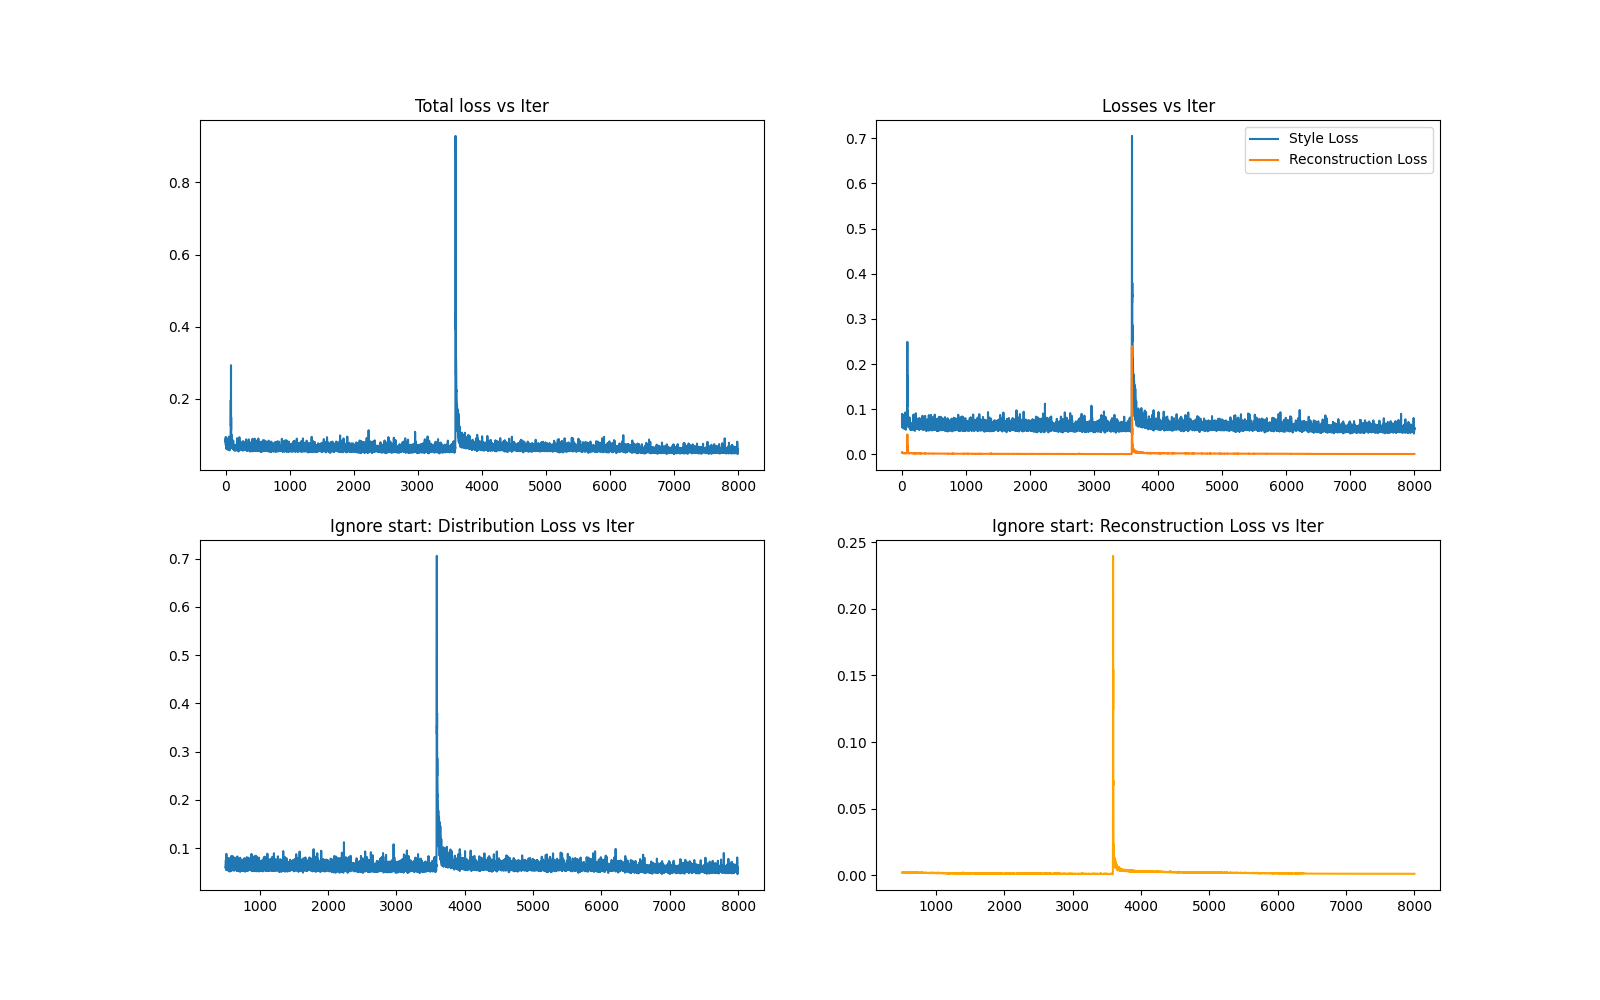 Total loss vs Iter
0.8
0.6
0.4
0.2
0 1000 2000 3000 4000 5000 6000 7000 8000
Losses vs Iter
Style Loss
Reconstruction Loss
0.7
0.6
0.5
0.4
0.3
0.2
0.1
0.0
0 1000 2000 3000 4000 5000 6000 7000 8000
Ignore start: Distribution Loss vs Iter
0.7
0.6
0.5
0.4
0.3
0.2
0.1
1000 2000 3000 4000 5000 6000 7000 8000
Ignore start: Reconstruction Loss vs Iter
0.25
0.20
0.15
0.10
0.05
0.00
1000 2000 3000 4000 5000 6000 7000 8000